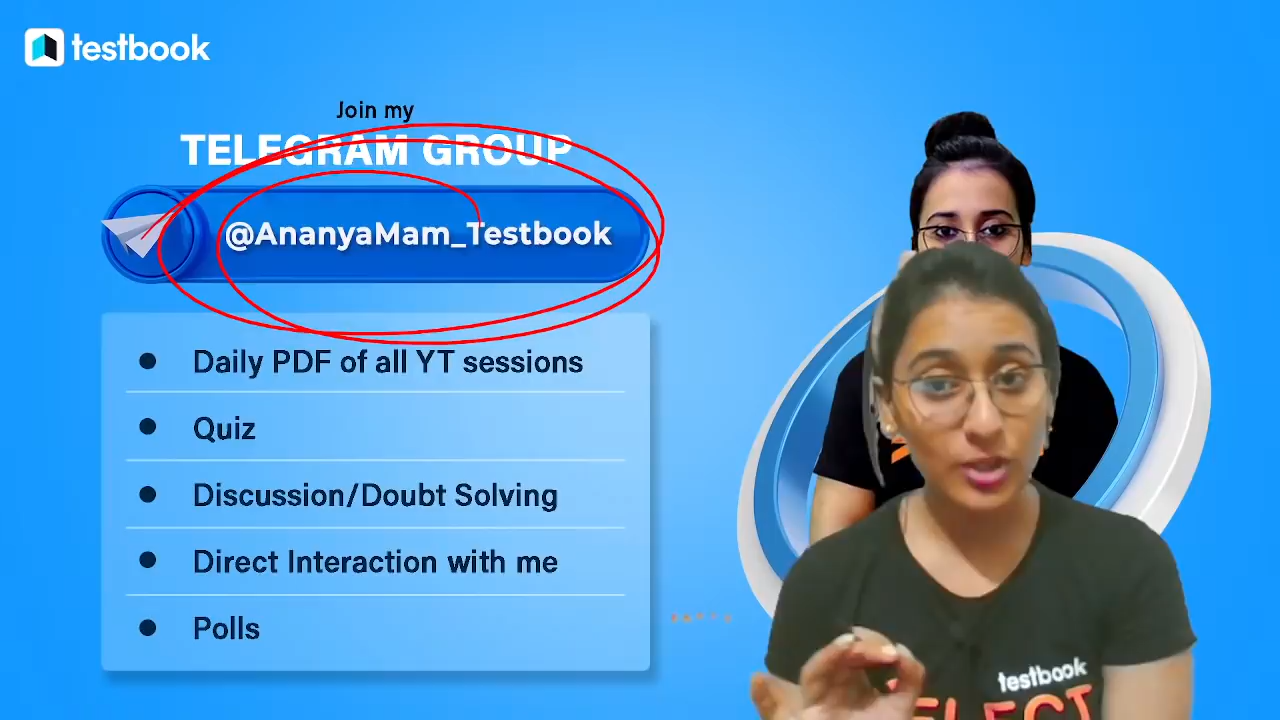 testbook
Join my
TELEGRAM GROUP
@AnanyaMam_Testbook
Daily PDF of all YT sessions
Quiz
Discussion/Doubt Solving
Direct Interaction with me
Polls
testbook
SELECT